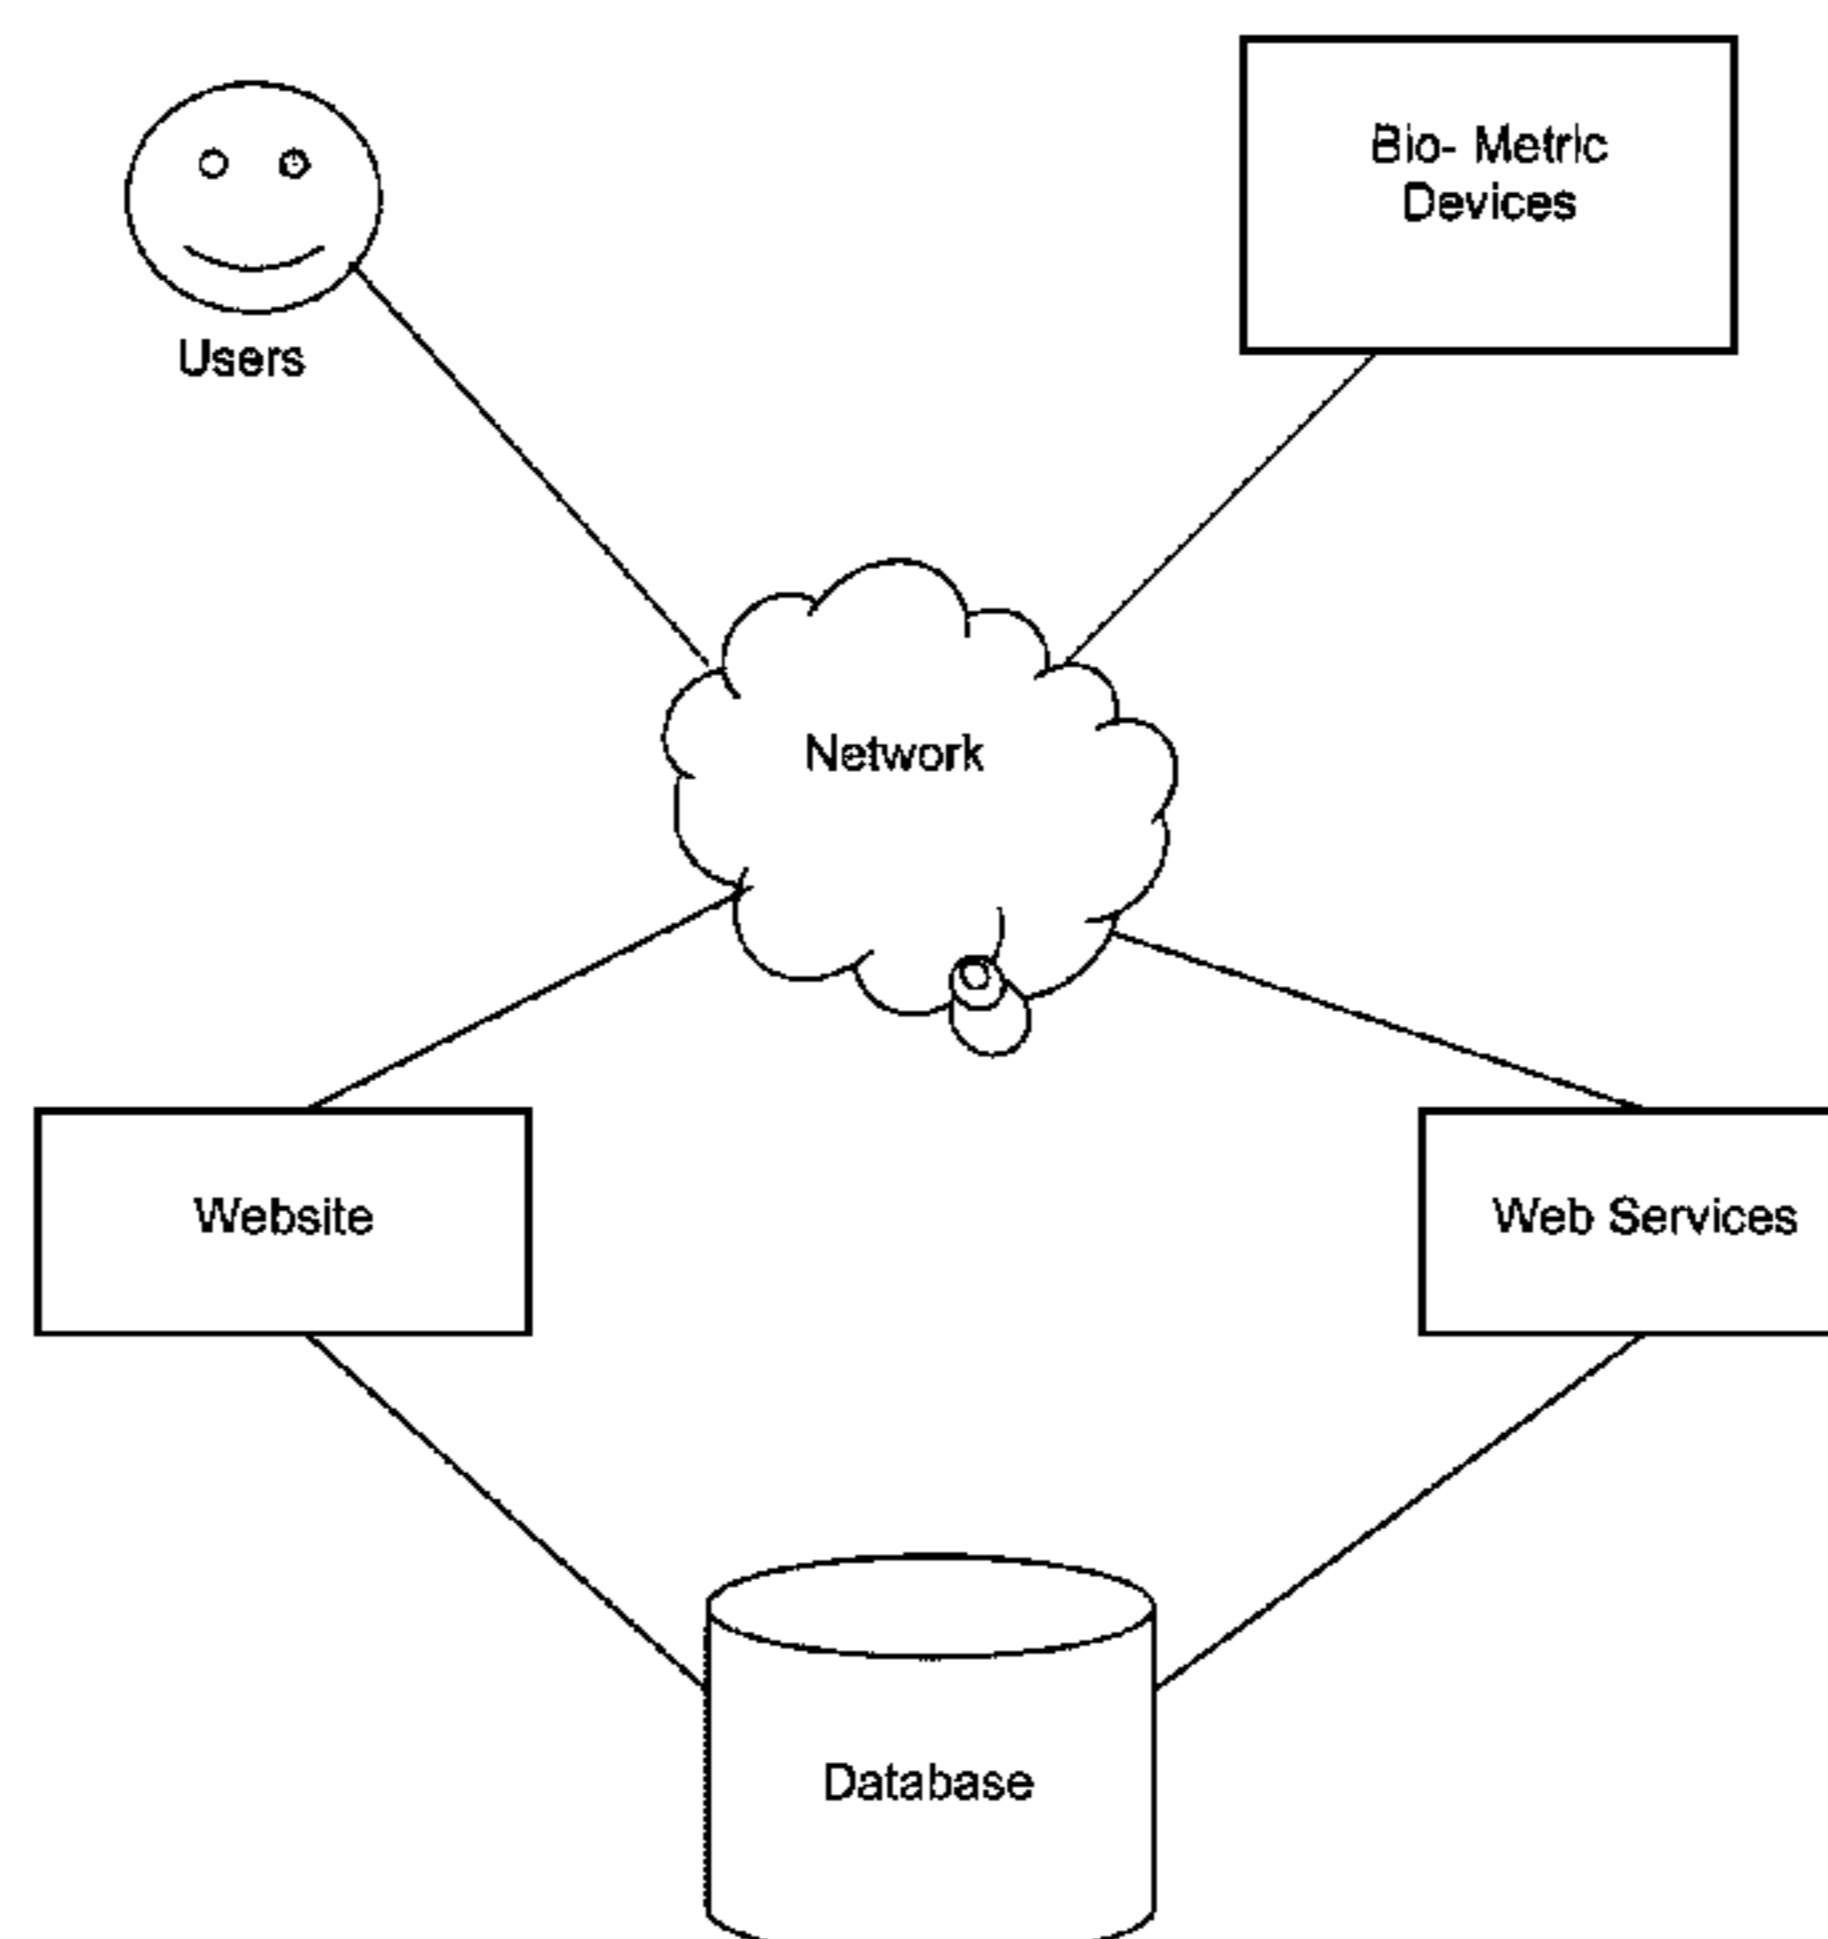 Bio- Metric
Devices
Users
Network
Website
Web Services
Database